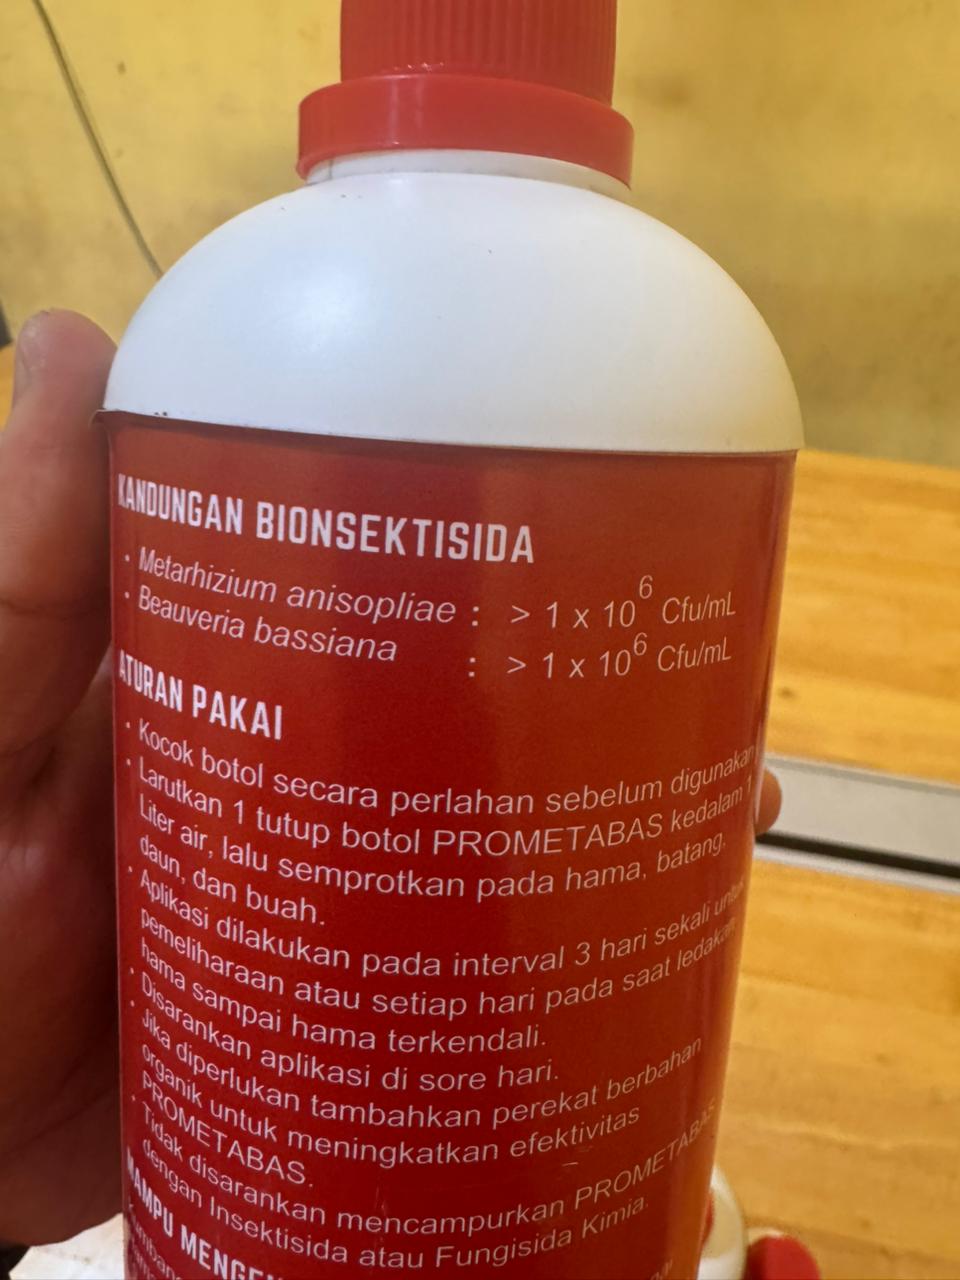 KANDUNGAN BIONSEKTISIDA
• Metarhizium anisopliae : > 1 x 10⁶ Cfu/mL
• Beauveria bassiana : > 1 x 10⁶ Cfu/mL
ATURAN PAKAI
• Kocok botol secara perlahan sebelum digunakan
• Larutkan 1 tutup botol PROMETABAS kedalam 1
Liter air, lalu semprotkan pada hama, batang,
daun, dan buah.
• Aplikasi dilakukan pada interval 3 hari sekali untuk
pemeliharaan atau setiap hari pada saat ledakan
hama sampai hama terkendali.
• Disarankan aplikasi di sore hari.
• Jika diperlukan tambahkan perekat berbahan
organik untuk meningkatkan efektivitas
PROMETABAS.
• Tidak disarankan mencampurkan PROMETABAS
dengan Insektisida atau Fungisida Kimia.
MAMPU